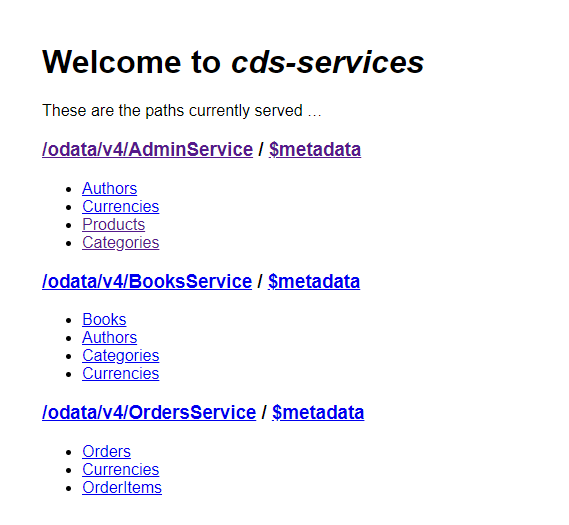 Welcome to cds-services
These are the paths currently served …
/odata/v4/AdminService / $metadata
Authors
Currencies
Products
Categories
/odata/v4/BooksService / $metadata
Books
Authors
Categories
Currencies
/odata/v4/OrdersService / $metadata
Orders
Currencies
OrderItems